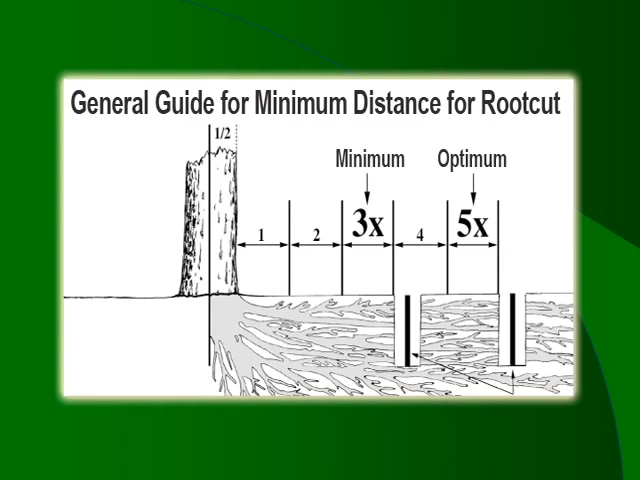 General Guide for Minimum Distance for Rootcut
1/2
Minimum Optimum
1 2 3x 4 5x